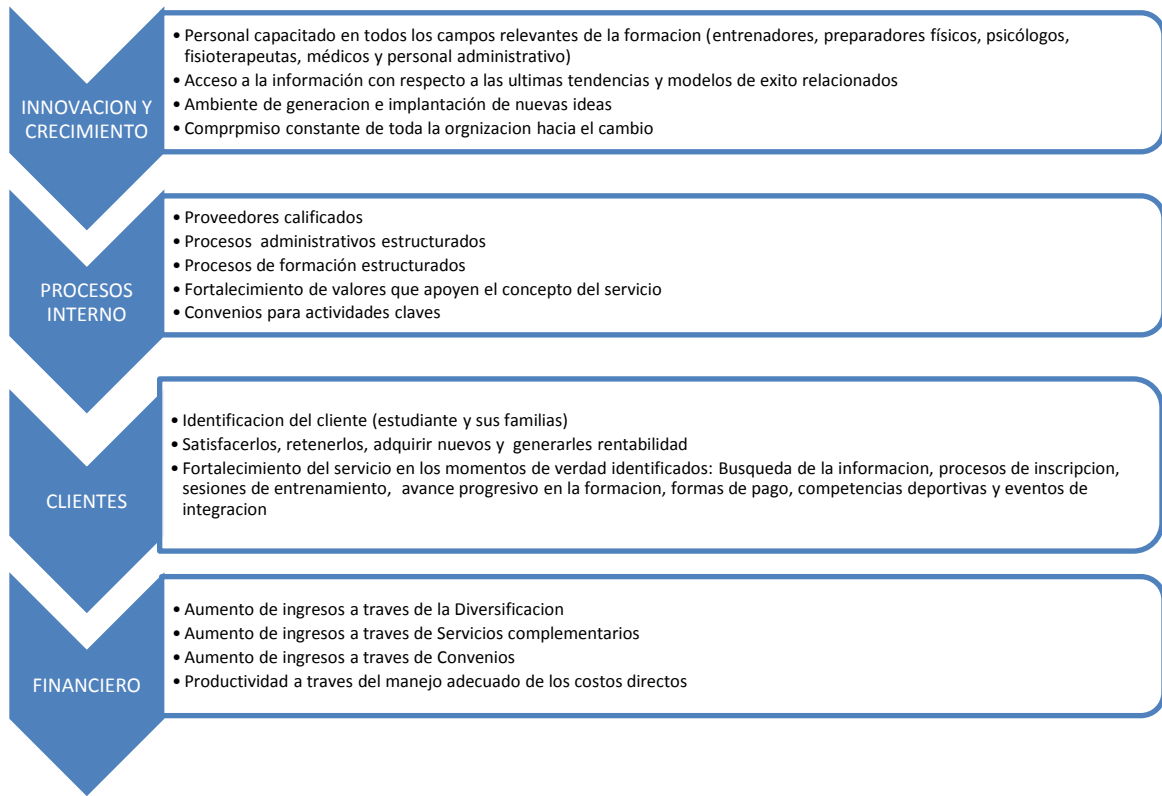 INNOVACION Y
CRECIMIENTO
• Personal capacitado en todos los campos relevantes de la formacion (entrenadores, preparadores físicos, psicólogos,
fisioterapeutas, médicos y personal administrativo)
• Acceso a la información con respecto a las ultimas tendencias y modelos de exito relacionados
• Ambiente de generacion e implantación de nuevas ideas
• Comprpmiso constante de toda la orgnizacion hacia el cambio
PROCESOS
INTERNO
• Proveedores calificados
• Procesos administrativos estructurados
• Procesos de formación estructurados
• Fortalecimiento de valores que apoyen el concepto del servicio
• Convenios para actividades claves
CLIENTES
• Identificacion del cliente (estudiante y sus familias)
• Satisfacerlos, retenerlos, adquirir nuevos y generarles rentabilidad
• Fortalecimiento del servicio en los momentos de verdad identificados: Busqueda de la informacion, procesos de inscripcion,
sesiones de entrenamiento, avance progresivo en la formacion, formas de pago, competencias deportivas y eventos de
integracion
FINANCIERO
• Aumento de ingresos a traves de la Diversificacion
• Aumento de ingresos a traves de Servicios complementarios
• Aumento de ingresos a traves de Convenios
• Productividad a traves del manejo adecuado de los costos directos